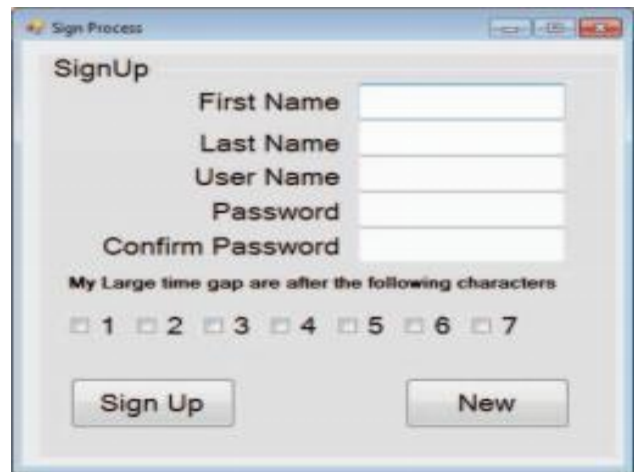 Sign Process
SignUp
First Name
Last Name
User Name
Password
Confirm Password
My Large time gap are after the following characters
1 2 3 4 5 6 7
Sign Up New